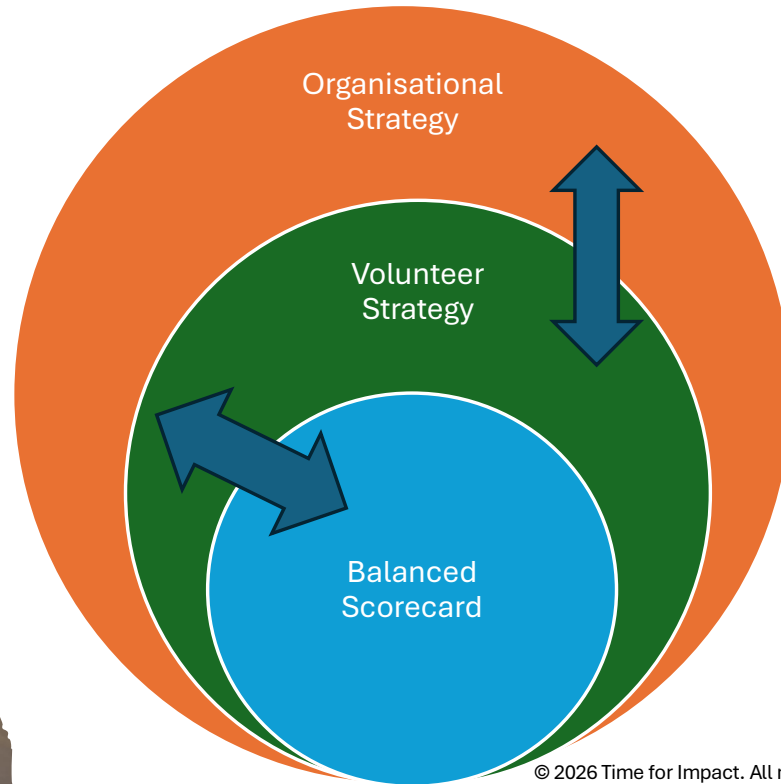 Organisational
Strategy
Volunteer
Strategy
Balanced
Scorecard
© 2026 Time for Impact. All